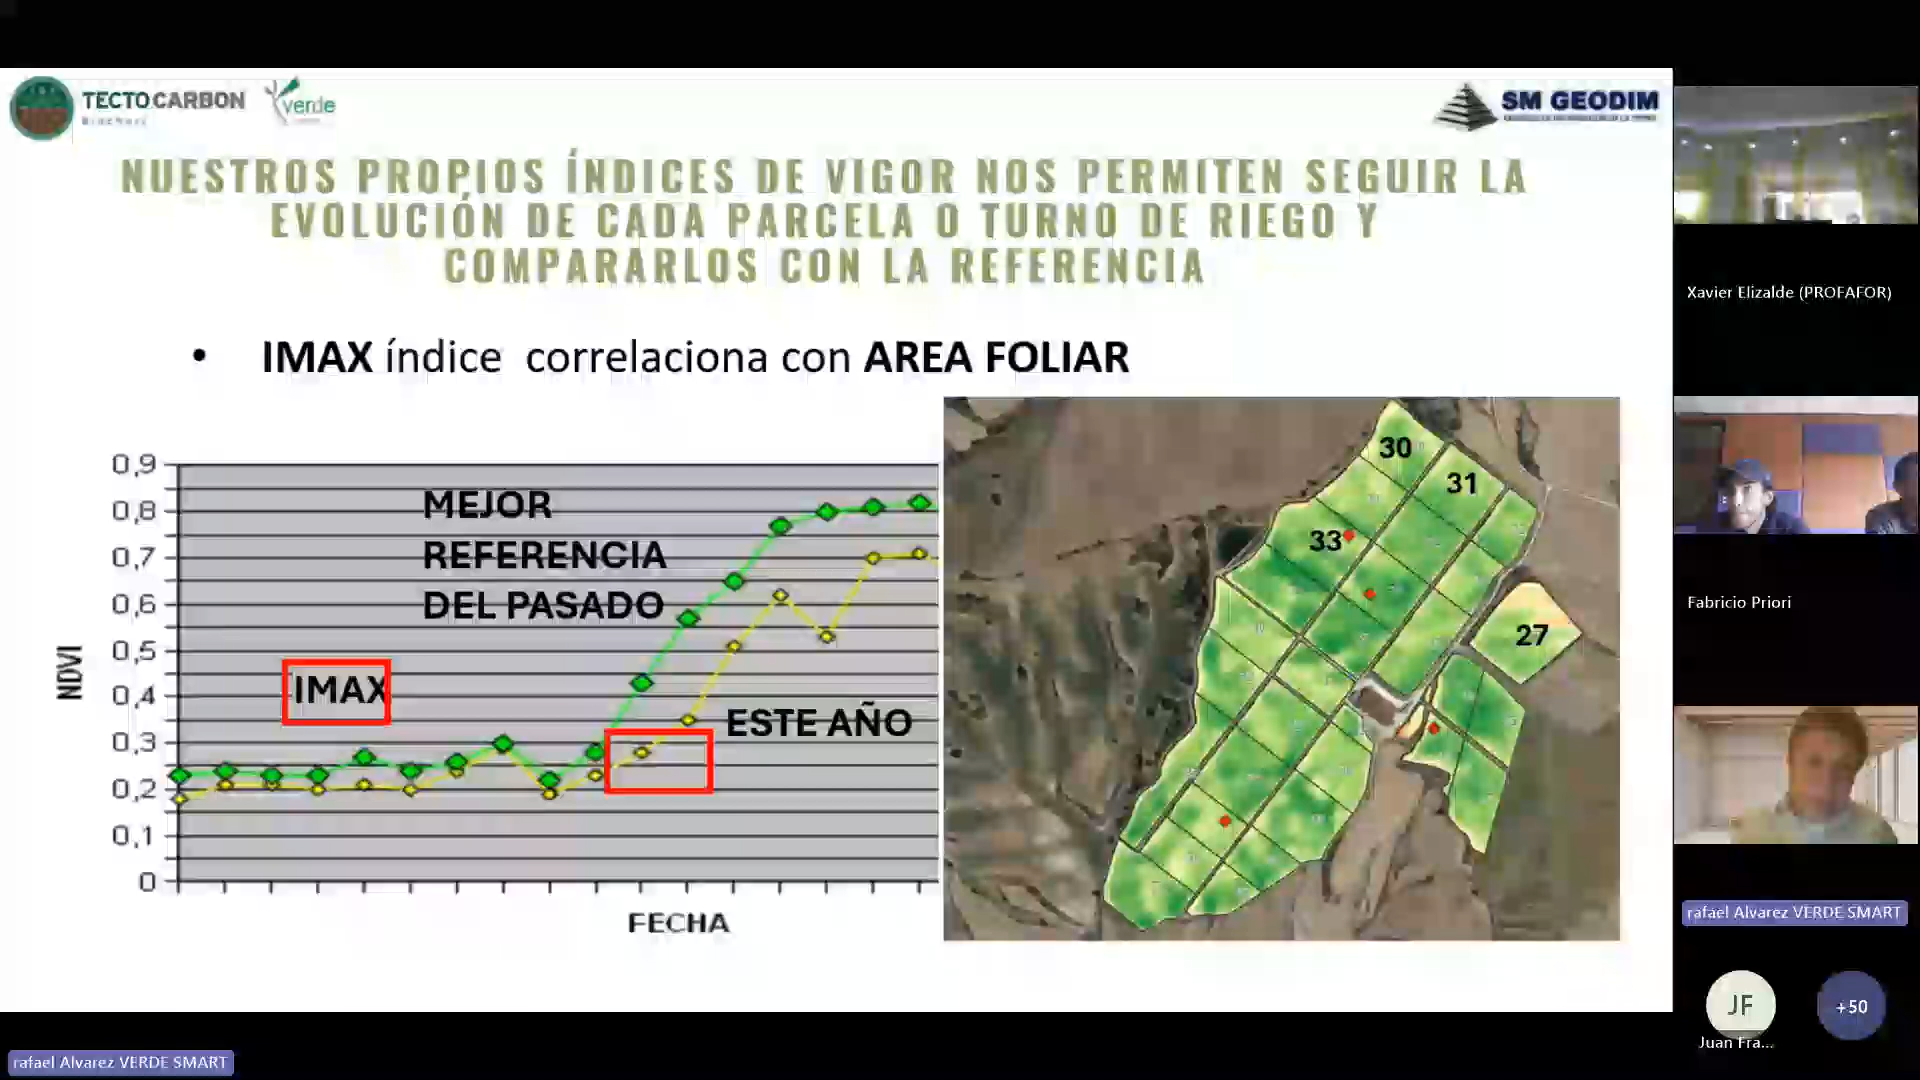 TECTO CARBON
verde
SM GEODIM
NUESTROS PROPIOS ÍNDICES DE VIGOR NOS PERMITEN SEGUIR LA
EVOLUCIÓN DE CADA PARCELA O TURNO DE RIEGO Y
COMPARARLOS CON LA REFERENCIA
• IMAX índice correlaciona con AREA FOLIAR
0,9
0,8
0,7
0,6
0,5
0,4
0,3
0,2
0,1
0
NDVI
MEJOR
REFERENCIA
DEL PASADO
IMAX
ESTE AÑO
FECHA
30
31
33
27
Xavier Elizalde (PROFAFOR)
Fabricio Priori
rafael Alvarez VERDE SMART
JF
+50
Juan Fra...
rafael Alvarez VERDE SMART